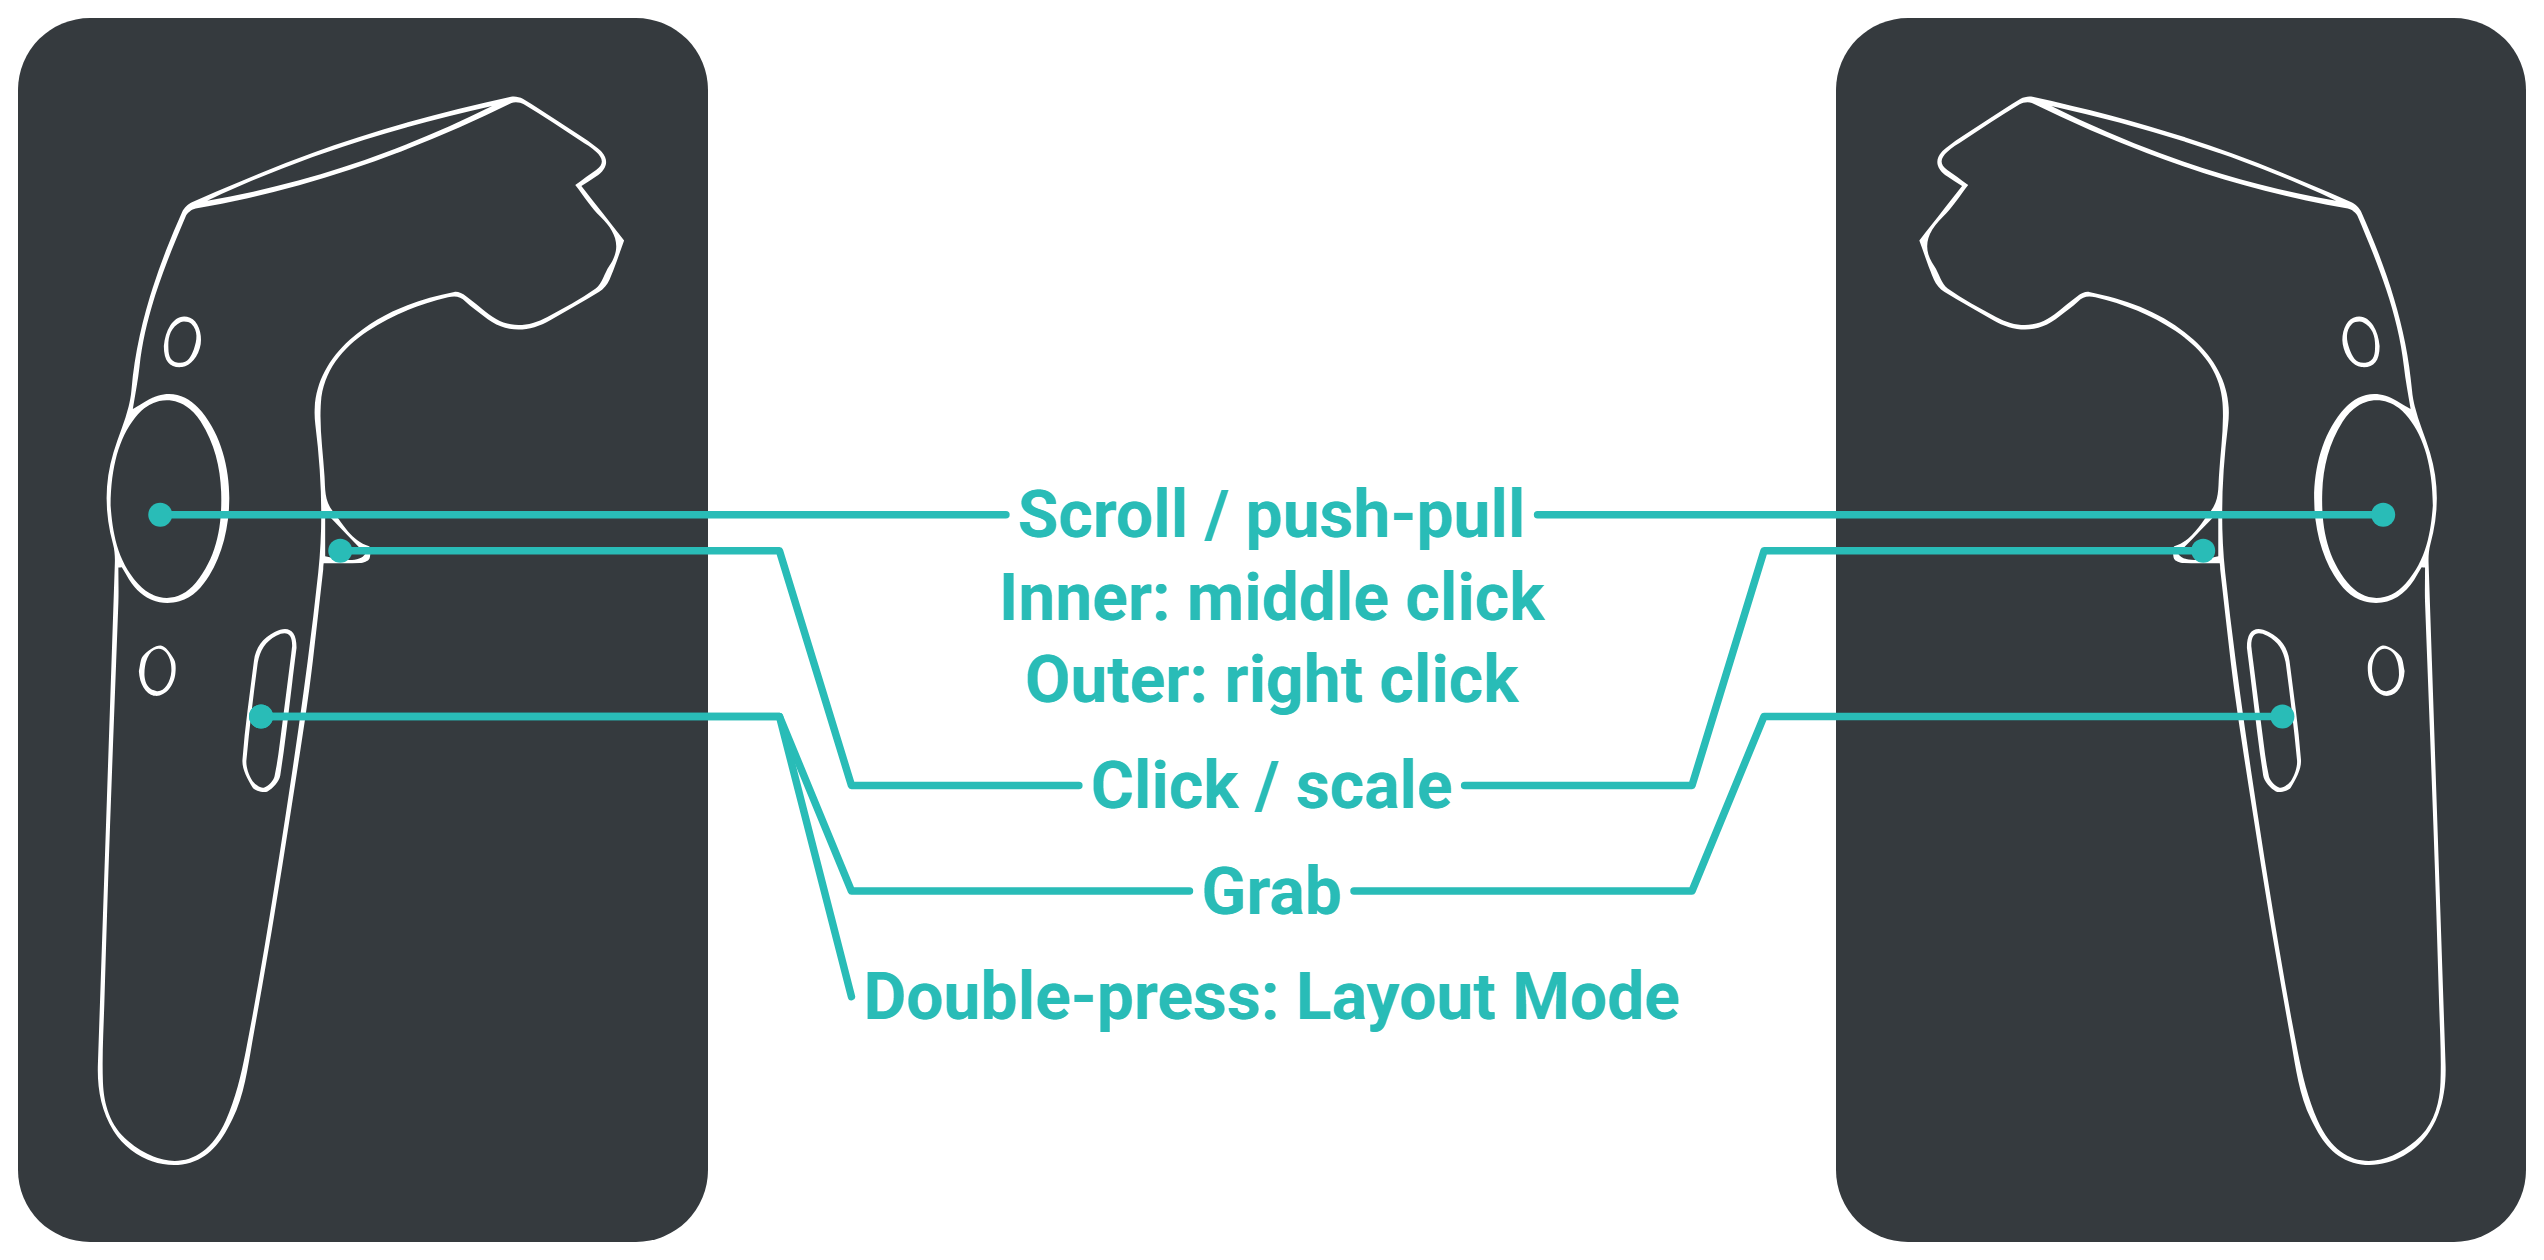 Scroll / push-pull
Inner: middle click
Outer: right click
Click / scale
Grab
Double-press: Layout Mode